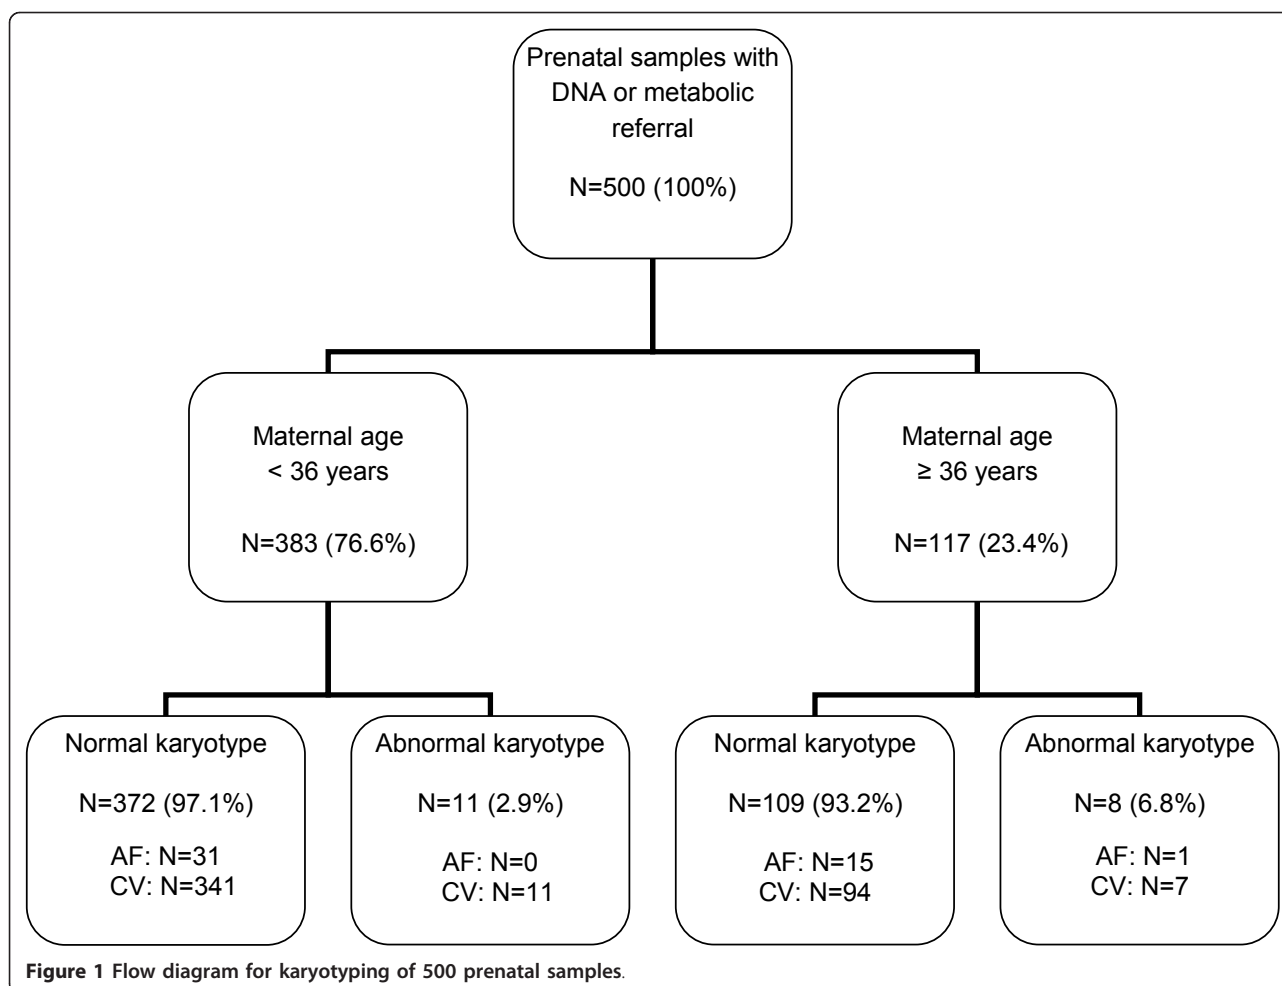 Prenatal samples with
DNA or metabolic
referral
N=500 (100%)
Maternal age
< 36 years
N=383 (76.6%)
Maternal age
≥ 36 years
N=117 (23.4%)
Normal karyotype
N=372 (97.1%)
AF: N=31
CV: N=341
Abnormal karyotype
N=11 (2.9%)
AF: N=0
CV: N=11
Normal karyotype
N=109 (93.2%)
AF: N=15
CV: N=94
Abnormal karyotype
N=8 (6.8%)
AF: N=1
CV: N=7
Figure 1 Flow diagram for karyotyping of 500 prenatal samples.